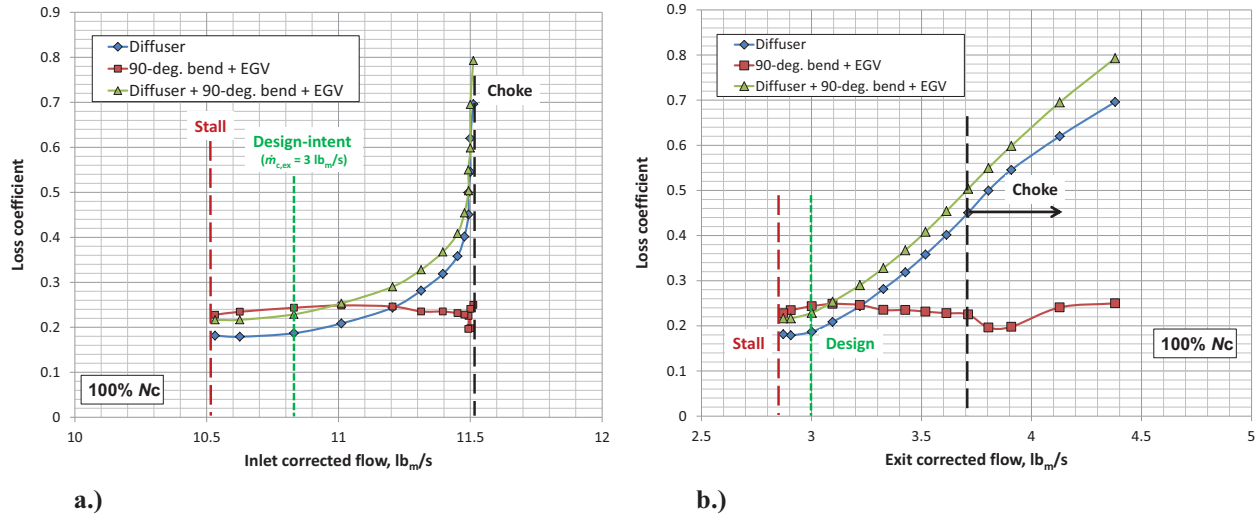 0.9
0.8
0.7
0.6
0.5
0.4
0.3
0.2
0.1
0
Loss coefficient
Diffuser
90-deg. bend + EGV
Diffuser + 90-deg. bend + EGV
Stall
Design-intent
(ṁc,ex = 3 lbm/s)
Choke
100% Nc
10 10.5 11 11.5 12
Inlet corrected flow, lbm/s
a.)
0.9
0.8
0.7
0.6
0.5
0.4
0.3
0.2
0.1
0
Loss coefficient
Diffuser
90-deg. bend + EGV
Diffuser + 90-deg. bend + EGV
Choke
Stall
Design
100% Nc
2.5 3 3.5 4 4.5 5
Exit corrected flow, lbm/s
b.)